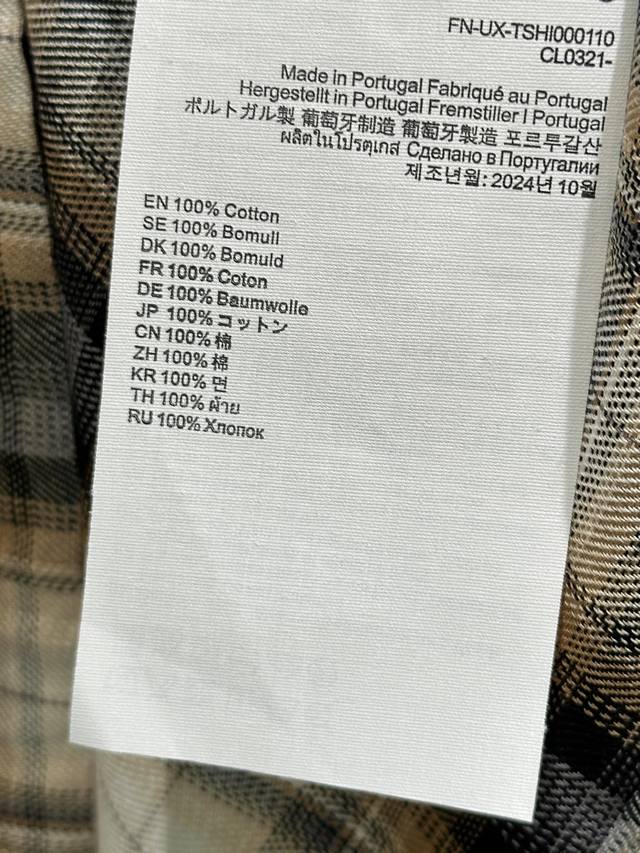 FN-UX-TSHI000110
CL0321-
Made in Portugal Fabriqué au Portugal
Hergestellt in Portugal Fremstiller I Portugal
ポルトガル製 葡萄牙制造 葡萄牙製造 포르투갈산
ผลิตในโปรตุเกส Сделано в Португалии
제조년월: 2024년 10월
EN 100% Cotton
SE 100% Bomull
DK 100% Bomuld
FR 100% Coton
DE 100% Baumwolle
JP 100% コットン
CN 100% 棉
ZH 100% 棉
KR 100% 면
TH 100% ผ้าย
RU 100% Хлопок